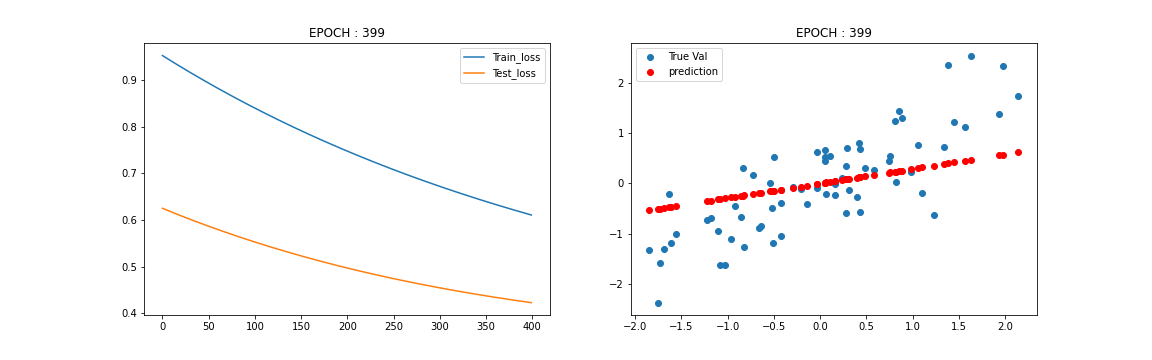 EPOCH : 399
Train_loss
Test_loss
0.9
0.8
0.7
0.6
0.5
0.4
0 50 100 150 200 250 300 350 400
EPOCH : 399
True Val
prediction
2
1
0
−1
−2
−2.0 −1.5 −1.0 −0.5 0.0 0.5 1.0 1.5 2.0